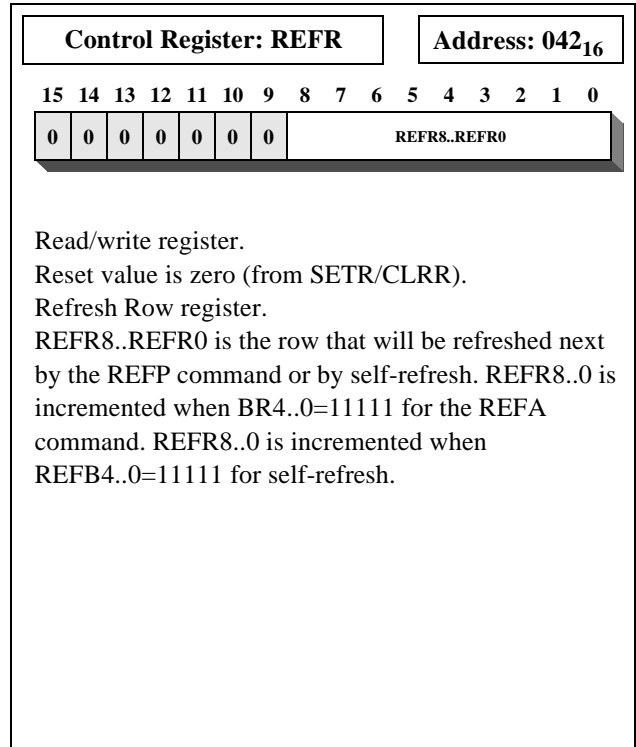 Control Register: REFR
Address: 042₁₆
15 14 13 12 11 10 9 8 7 6 5 4 3 2 1 0
0 0 0 0 0 0 0 REFR8..REFR0
Read/write register.
Reset value is zero (from SETR/CLRR).
Refresh Row register.
REFR8..REFR0 is the row that will be refreshed next
by the REFP command or by self-refresh. REFR8..0 is
incremented when BR4..0=11111 for the REFA
command. REFR8..0 is incremented when
REFB4..0=11111 for self-refresh.